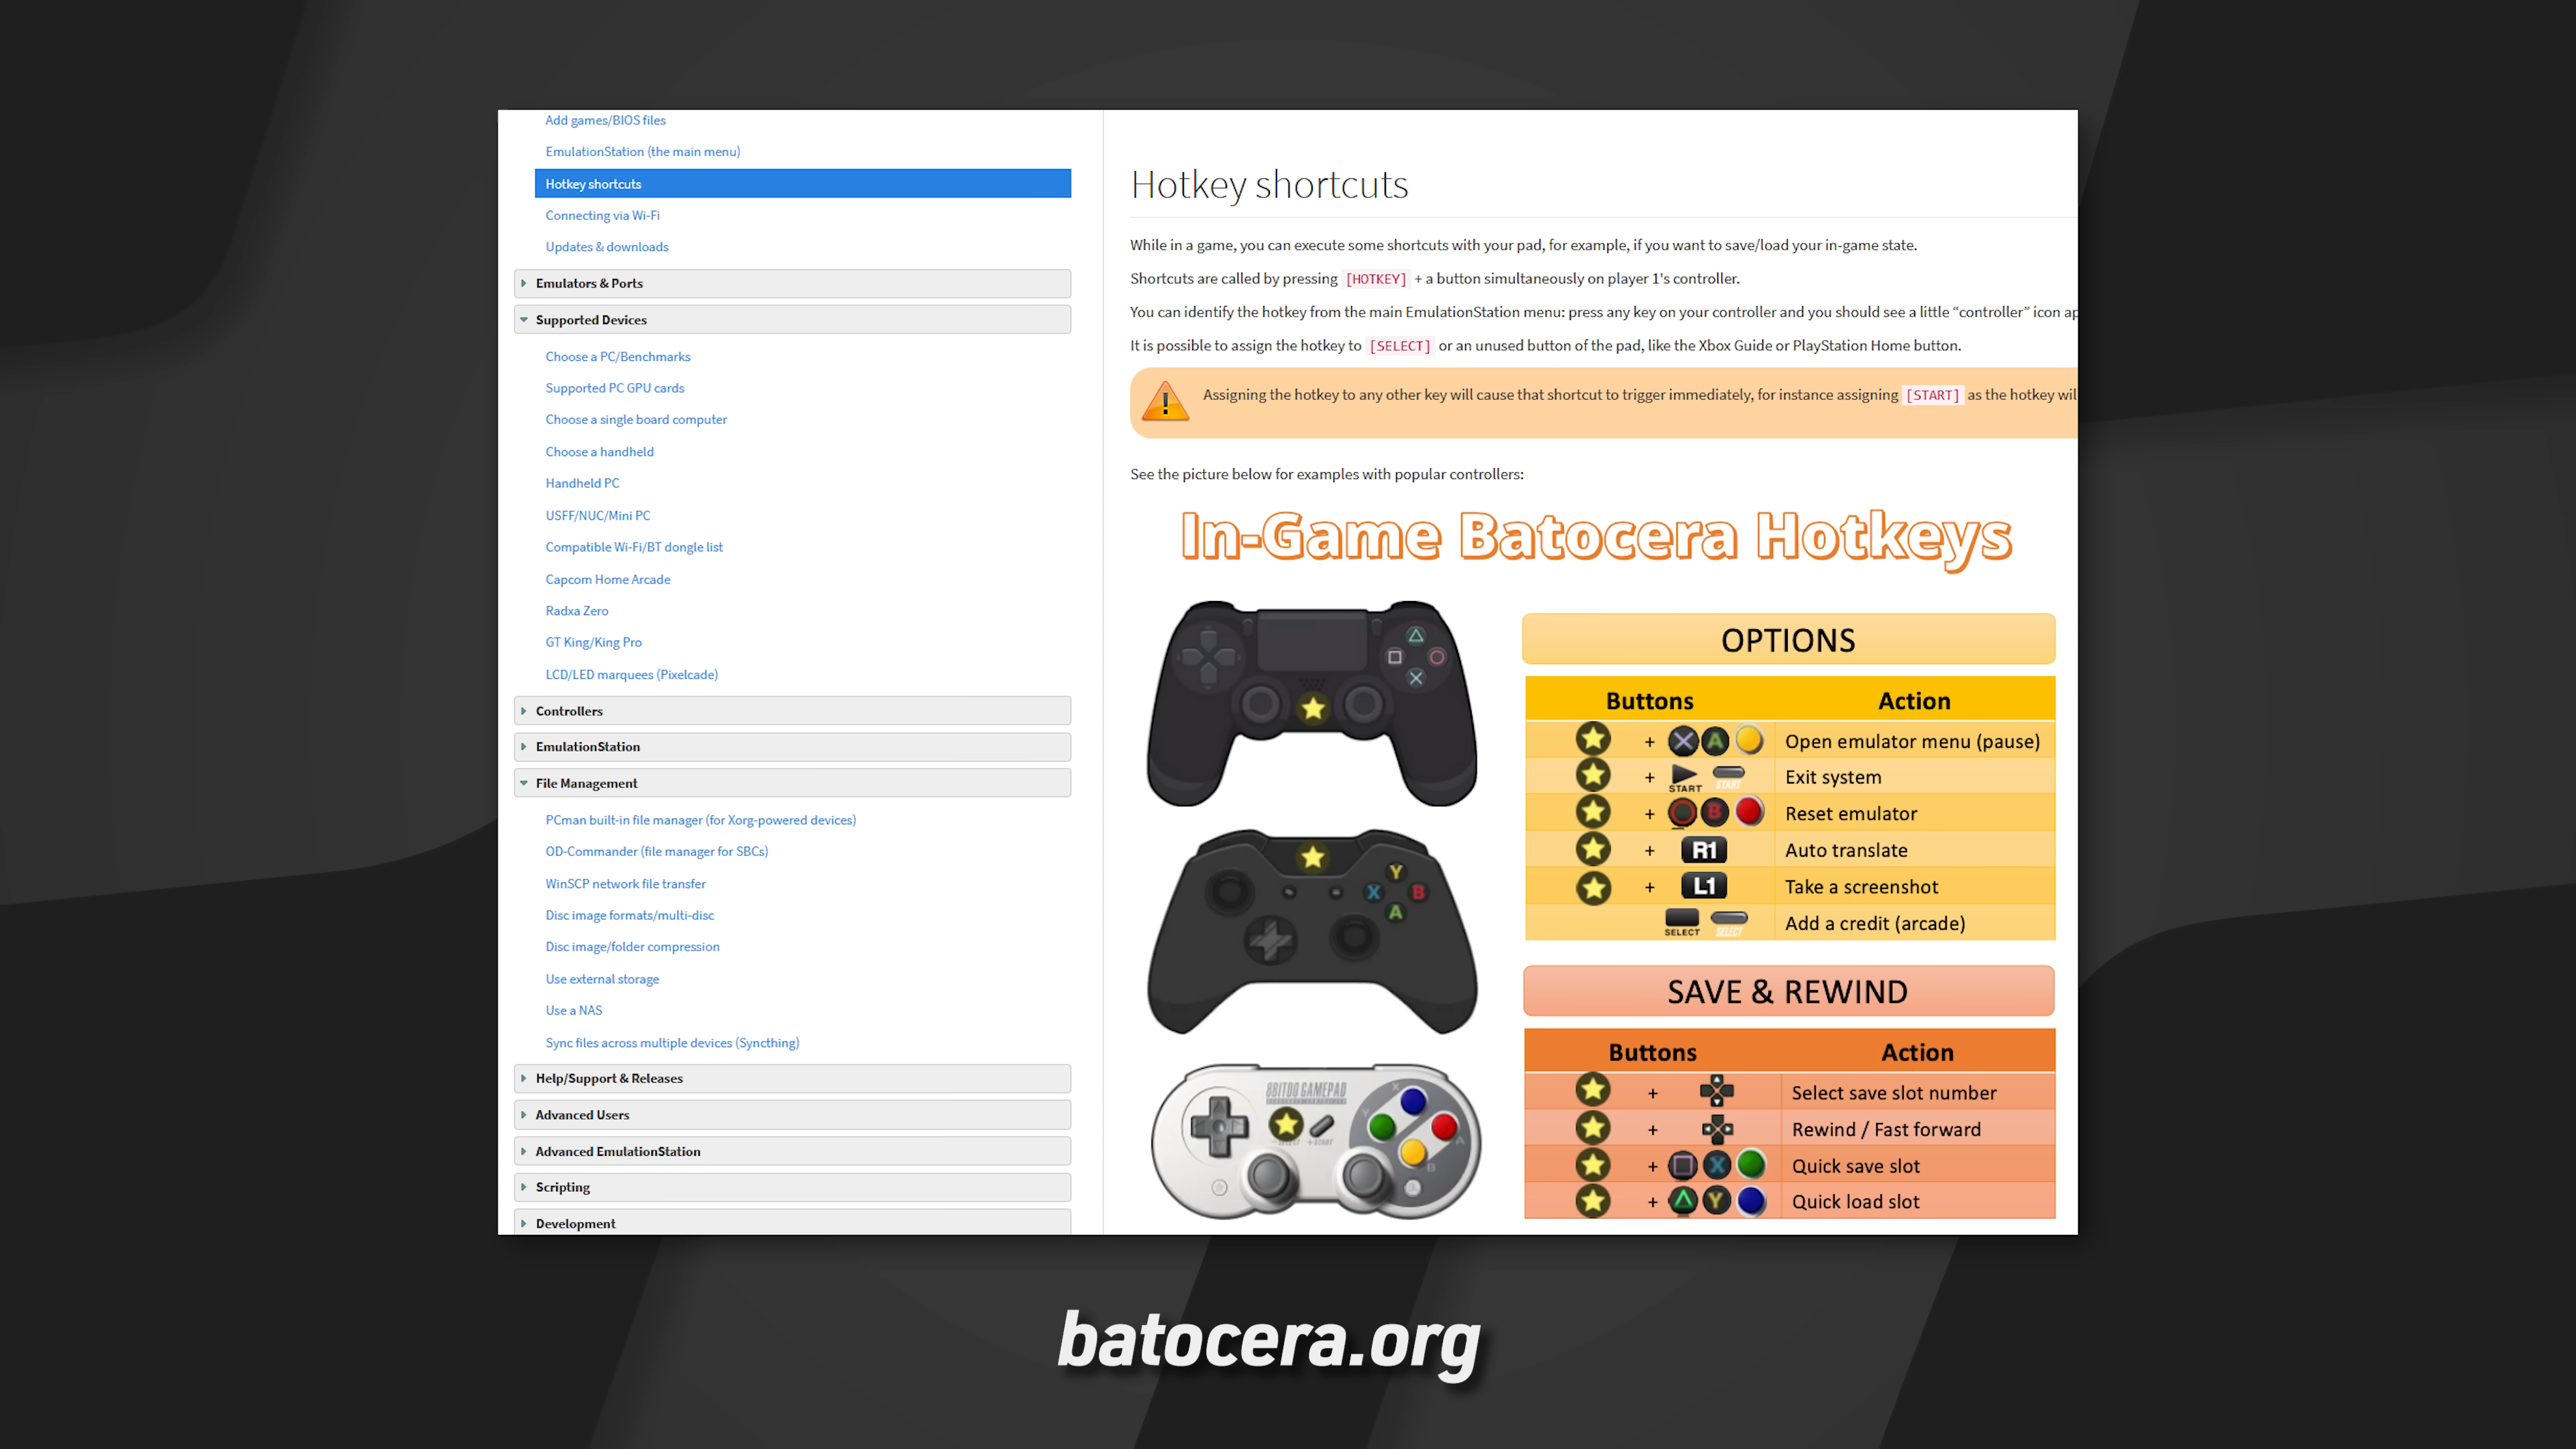 Add games/BIOS files
EmulationStation (the main menu)
Hotkey shortcuts
Connecting via Wi-Fi
Updates & downloads
Emulators & Ports
Supported Devices
Choose a PC/Benchmarks
Supported PC GPU cards
Choose a single board computer
Choose a handheld
Handheld PC
USFF/NUC/Mini PC
Compatible Wi-Fi/BT dongle list
Capcom Home Arcade
Radxa Zero
GT King/King Pro
LCD/LED marquees (Pixelcade)
Controllers
EmulationStation
File Management
PCman built-in file manager (for Xorg-powered devices)
OD-Commander (file manager for SBCs)
WinSCP network file transfer
Disc image formats/multi-disc
Disc image/folder compression
Use external storage
Use a NAS
Sync files across multiple devices (Syncthing)
Help/Support & Releases
Advanced Users
Advanced EmulationStation
Scripting
Development
Hotkey shortcuts
While in a game, you can execute some shortcuts with your pad, for example, if you want to save/load your in-game state.
Shortcuts are called by pressing [HOTKEY] + a button simultaneously on player 1's controller.
You can identify the hotkey from the main EmulationStation menu: press any key on your controller and you should see a little “controller” icon ap
It is possible to assign the hotkey to [SELECT] or an unused button of the pad, like the Xbox Guide or PlayStation Home button.
Assigning the hotkey to any other key will cause that shortcut to trigger immediately, for instance assigning [START] as the hotkey wil
See the picture below for examples with popular controllers:
In-Game Batocera Hotkeys
Y
X B
A
8BITDO GAMEPAD
X
Y
A
B
SELECT + START
OPTIONS
Buttons Action
+ A Open emulator menu (pause)
+ START START Exit system
+ B Reset emulator
+ R1 Auto translate
+ L1 Take a screenshot
SELECT SELECT Add a credit (arcade)
SAVE & REWIND
Buttons Action
+ Select save slot number
+ Rewind / Fast forward
+ X Quick save slot
+ Y Quick load slot
batocera.org